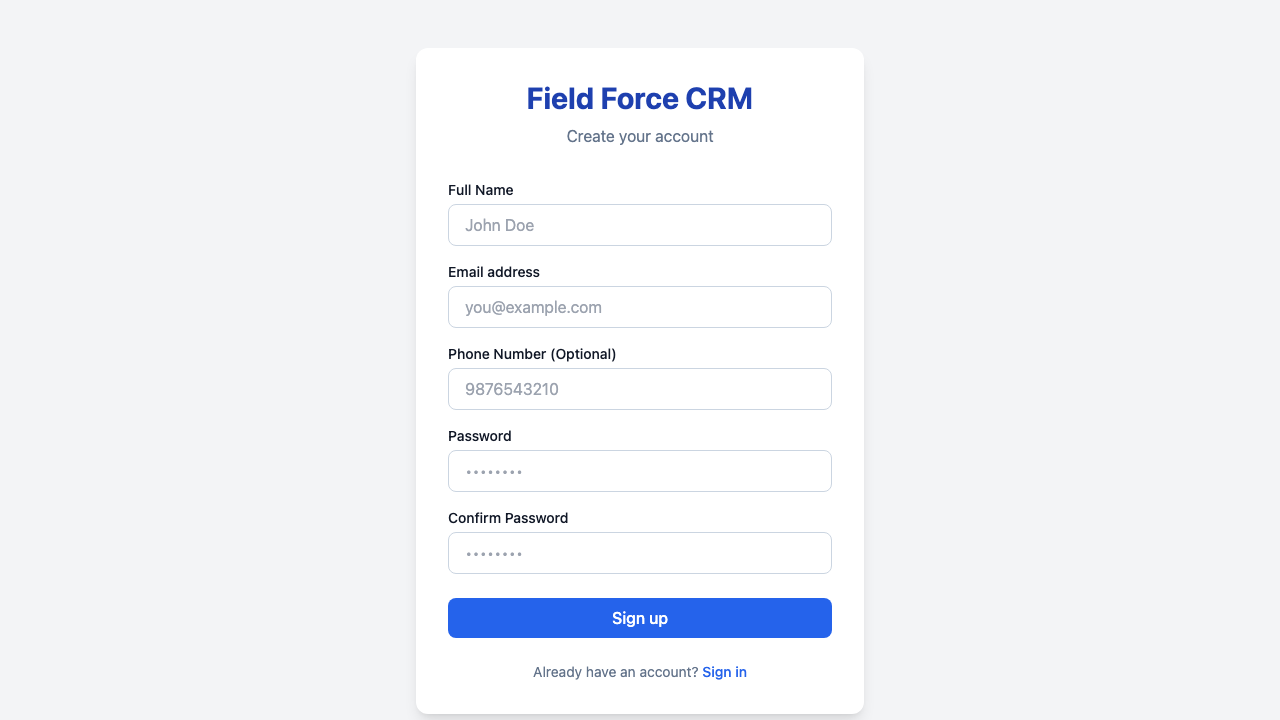 Field Force CRM
Create your account
Full Name
John Doe
Email address
you@example.com
Phone Number (Optional)
9876543210
Password
••••••••
Confirm Password
••••••••
Sign up
Already have an account? Sign in